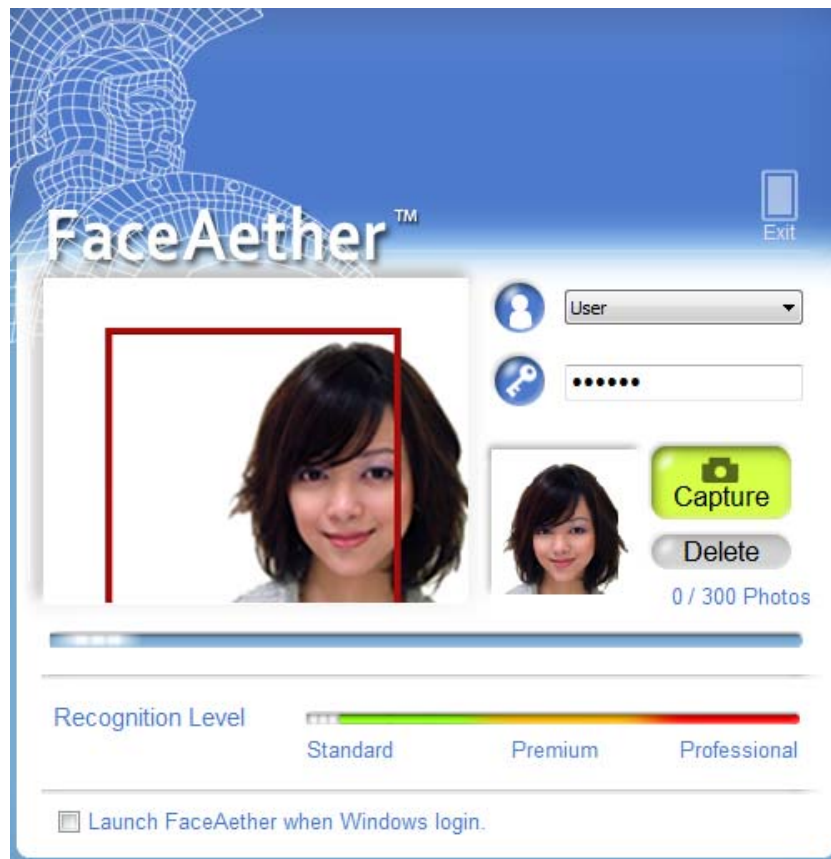 FaceAether™
Exit
User
••••••
Capture
Delete
0 / 300 Photos
Recognition Level
Standard Premium Professional
Launch FaceAether when Windows login.